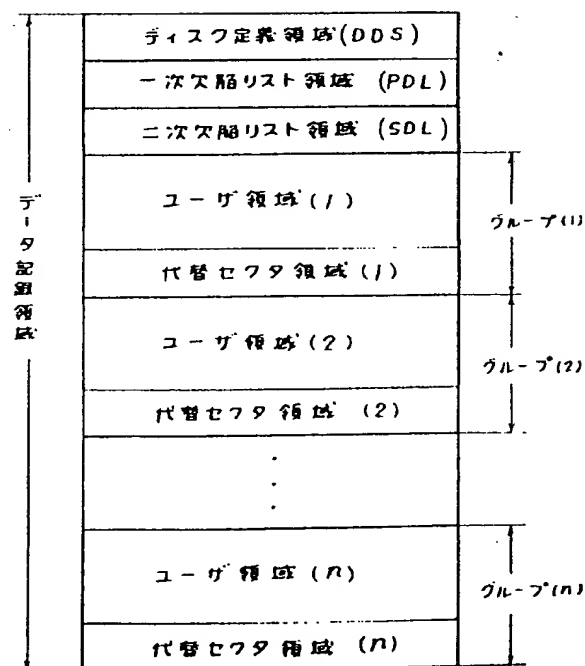 ディスク定義領域(DDS)
一次欠陥リスト領域 (PDL)
二次欠陥リスト領域 (SDL)
データ記録領域
ユーザ領域(1)
グループ(1)
代替セクタ領域(1)
ユーザ領域(2)
グループ(2)
代替セクタ領域 (2)
・
・
・
ユーザ領域(n)
グループ(n)
代替セクタ領域 (n)